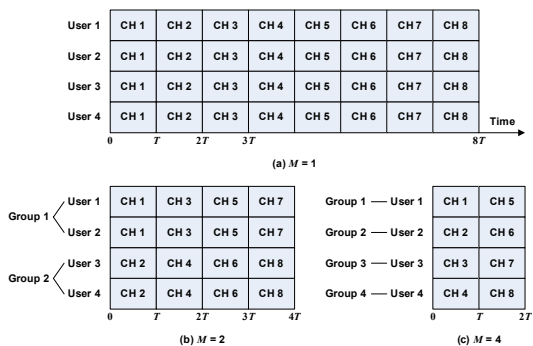 User 1 CH 1 CH 2 CH 3 CH 4 CH 5 CH 6 CH 7 CH 8
User 2 CH 1 CH 2 CH 3 CH 4 CH 5 CH 6 CH 7 CH 8
User 3 CH 1 CH 2 CH 3 CH 4 CH 5 CH 6 CH 7 CH 8
User 4 CH 1 CH 2 CH 3 CH 4 CH 5 CH 6 CH 7 CH 8 Time
0 T 2T 3T 8T
(a) M = 1
Group 1 User 1 CH 1 CH 3 CH 5 CH 7
User 2 CH 1 CH 3 CH 5 CH 7
Group 2 User 3 CH 2 CH 4 CH 6 CH 8
User 4 CH 2 CH 4 CH 6 CH 8
0 T 2T 3T 4T
(b) M = 2
Group 1 User 1 CH 1 CH 5
Group 2 User 2 CH 2 CH 6
Group 3 User 3 CH 3 CH 7
Group 4 User 4 CH 4 CH 8
0 T 2T
(c) M = 4